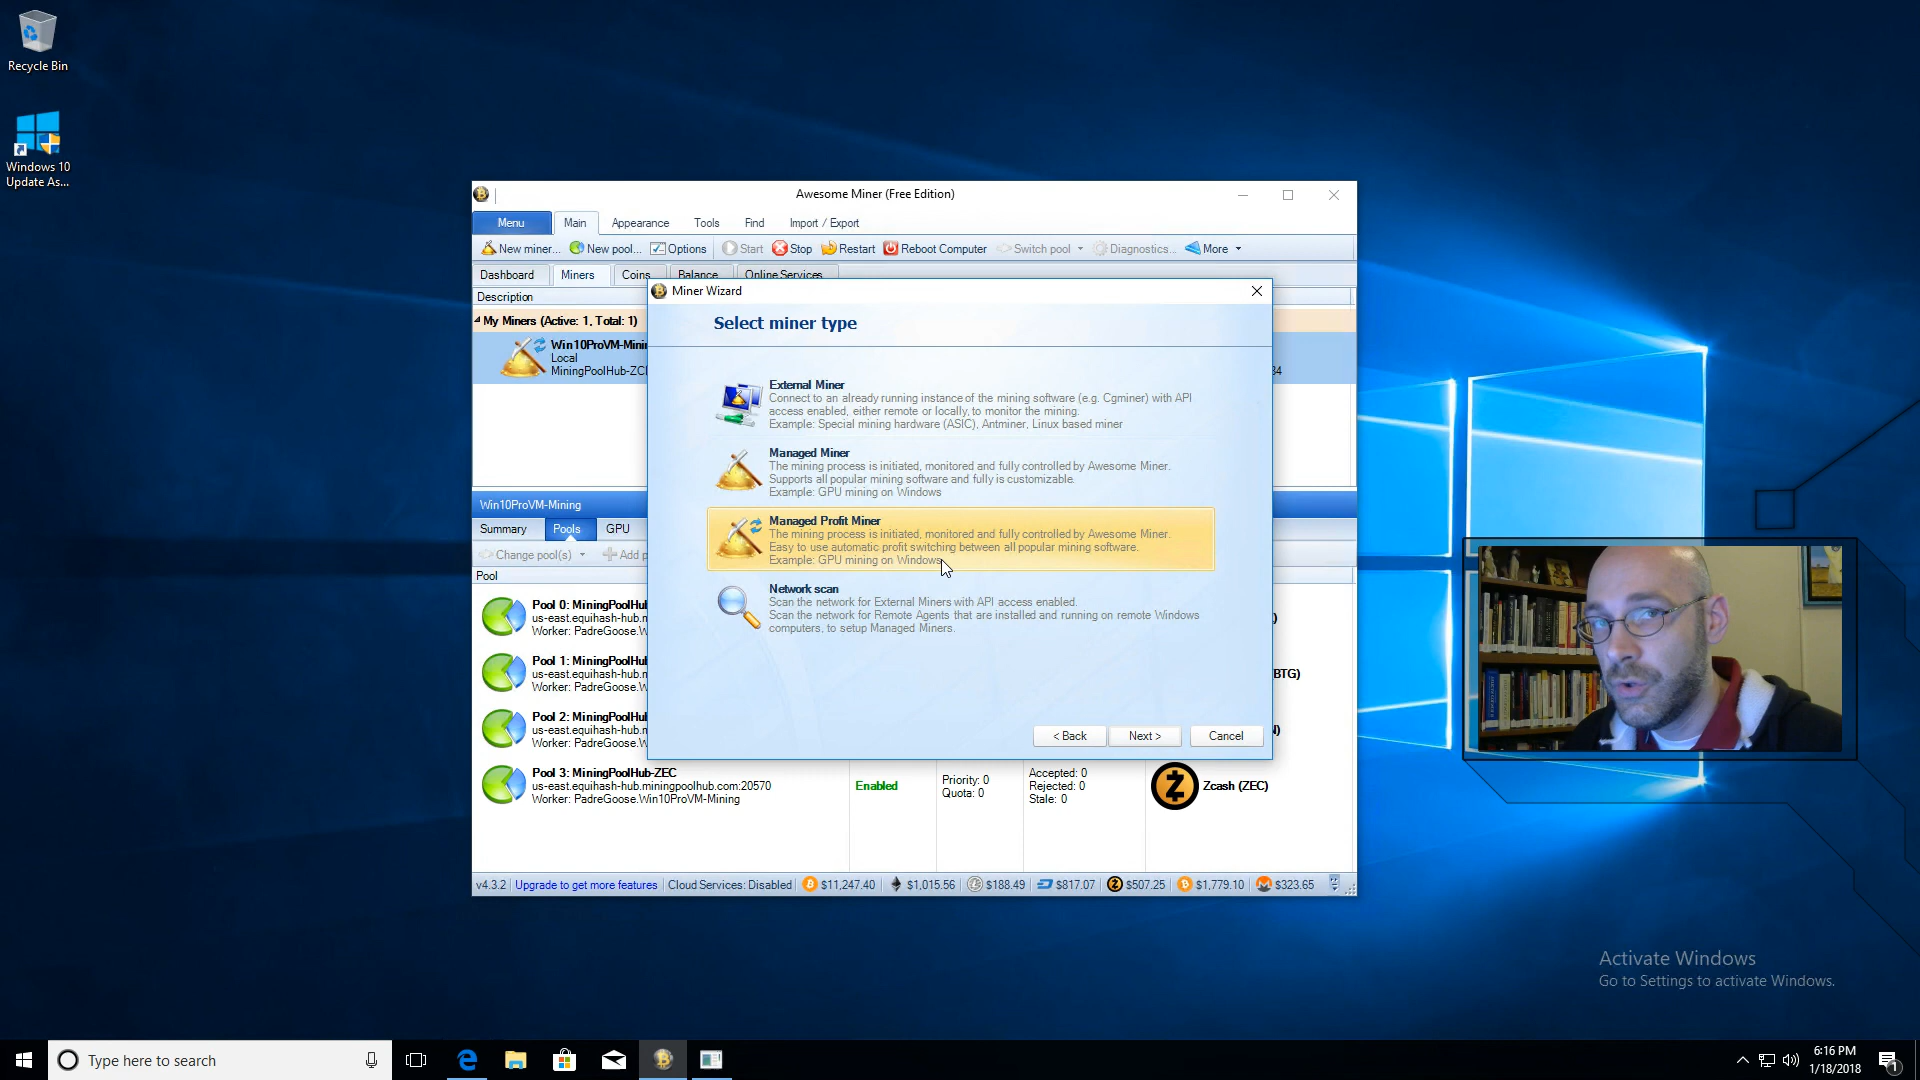 Recycle Bin
Windows 10
Update As...
Awesome Miner (Free Edition)
Menu
Main
Appearance
Tools
Find
Import / Export
New miner...
New pool...
Options
Start
Stop
Restart
Reboot Computer
Switch pool
Diagnostics...
More
Dashboard
Miners
Coins
Balance
Online Services
Description
My Miners (Active: 1, Total: 1)
Win10ProVM-Minin
Local
MiningPoolHub-ZCl
34
Miner Wizard
Select miner type
External Miner
Connect to an already running instance of the mining software (e.g. Cgminer) with API
access enabled, either remote or locally, to monitor the mining.
Example: Special mining hardware (ASIC), Antminer, Linux based miner
Managed Miner
The mining process is initiated, monitored and fully controlled by Awesome Miner.
Supports all popular mining software and fully is customizable.
Example: GPU mining on Windows
Managed Profit Miner
The mining process is initiated, monitored and fully controlled by Awesome Miner.
Easy to use automatic profit switching between all popular mining software.
Example: GPU mining on Windows
Network scan
Scan the network for External Miners with API access enabled.
Scan the network for Remote Agents that are installed and running on remote Windows
computers, to setup Managed Miners.
< Back
Next >
Cancel
Win10ProVM-Mining
Summary
Pools
GPU
Change pool(s)
Add p
Pool
Pool 0: MiningPoolHul
us-east.equihash-hub.n
Worker: PadreGoose.W
)
Pool 1: MiningPoolHul
us-east.equihash-hub.n
Worker: PadreGoose.W
BTG)
Pool 2: MiningPoolHul
us-east.equihash-hub.n
Worker: PadreGoose.W
)
Pool 3: MiningPoolHub-ZEC
us-east.equihash-hub.miningpoolhub.com:20570
Worker: PadreGoose.Win10ProVM-Mining
Enabled
Priority: 0
Quota: 0
Accepted: 0
Rejected: 0
Stale: 0
Zcash (ZEC)
v4.3.2
Upgrade to get more features
Cloud Services: Disabled
$11,247.40
$1,015.56
$188.49
$817.07
$507.25
$1,779.10
$323.65
Activate Windows
Go to Settings to activate Windows.
Type here to search
6:16 PM
1/18/2018
1